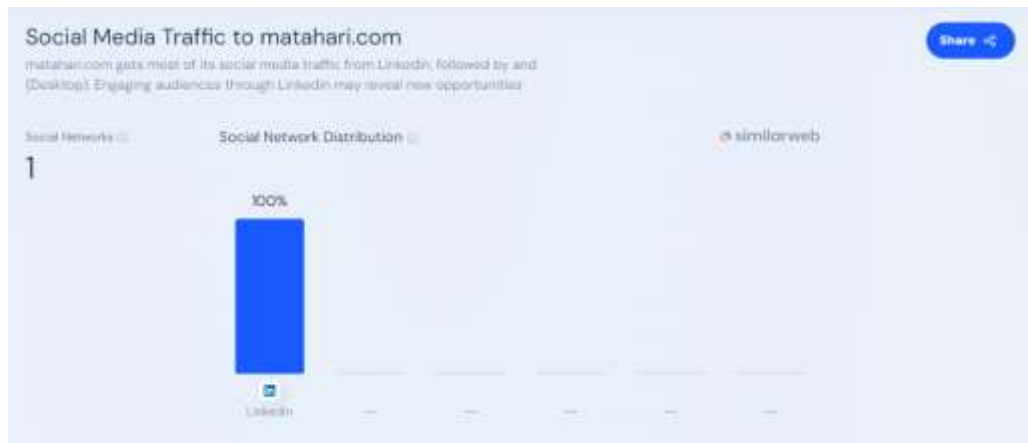 Social Media Traffic to matahari.com
Share
matahari.com gets most of its social media traffic from Linkedin, followed by and
(Desktop). Engaging audiences through Linkedin may reveal new opportunities
Social Networks
Social Network Distribution
similarweb
1
100%
in
Linkedin